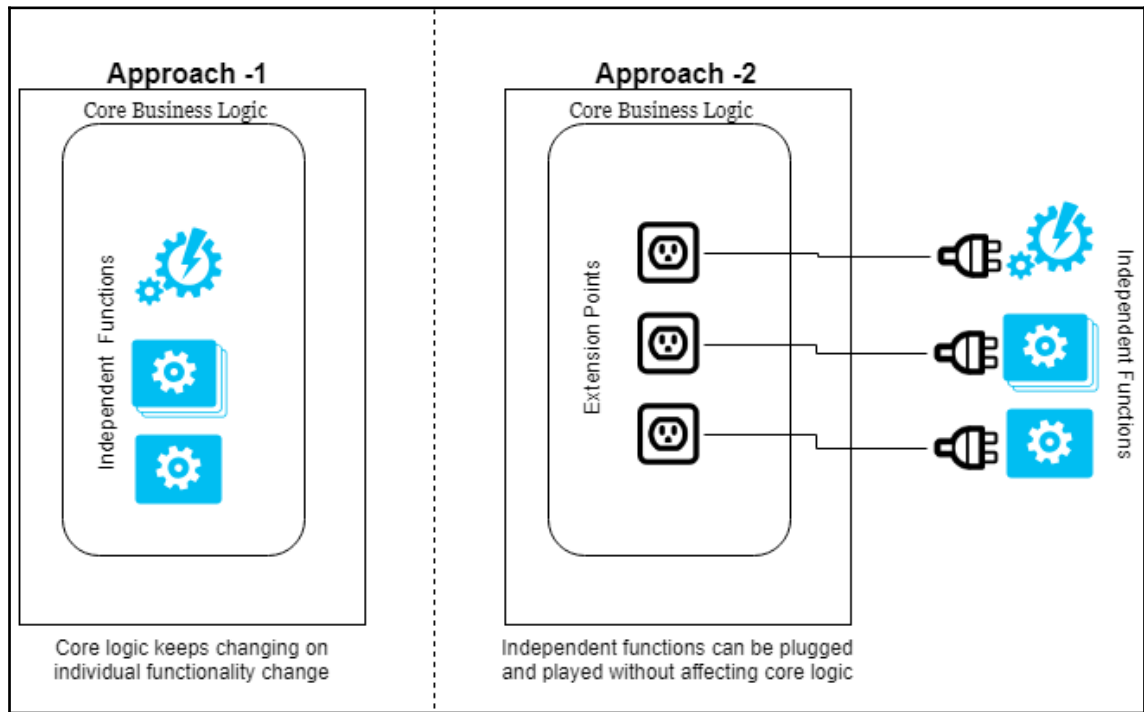 Approach -1
Core Business Logic
Independent Functions
Core logic keeps changing on
individual functionality change
Approach -2
Core Business Logic
Extension Points
Independent Functions
Independent functions can be plugged
and played without affecting core logic